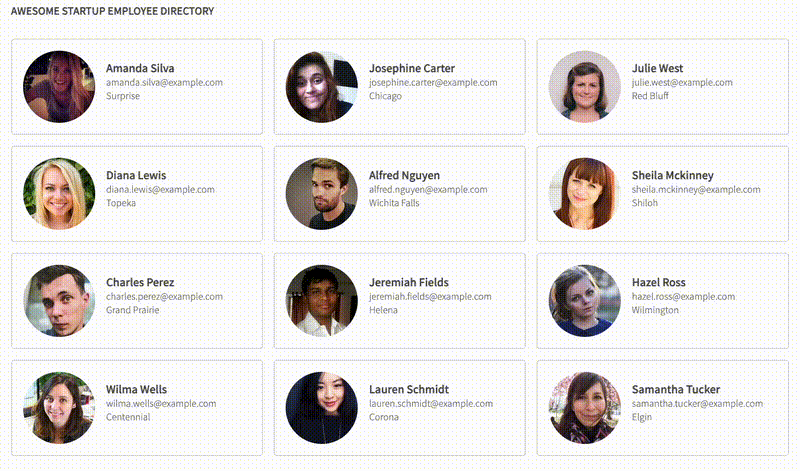 AWESOME STARTUP EMPLOYEE DIRECTORY
Amanda Silva
amanda.silva@example.com
Surprise
Josephine Carter
josephine.carter@example.com
Chicago
Julie West
julie.west@example.com
Red Bluff
Diana Lewis
diana.lewis@example.com
Topeka
Alfred Nguyen
alfred.nguyen@example.com
Wichita Falls
Sheila Mckinney
sheila.mckinney@example.com
Shiloh
Charles Perez
charles.perez@example.com
Grand Prairie
Jeremiah Fields
jeremiah.fields@example.com
Helena
Hazel Ross
hazel.ross@example.com
Wilmington
Wilma Wells
wilma.wells@example.com
Centennial
Lauren Schmidt
lauren.schmidt@example.com
Corona
Samantha Tucker
samantha.tucker@example.com
Elgin